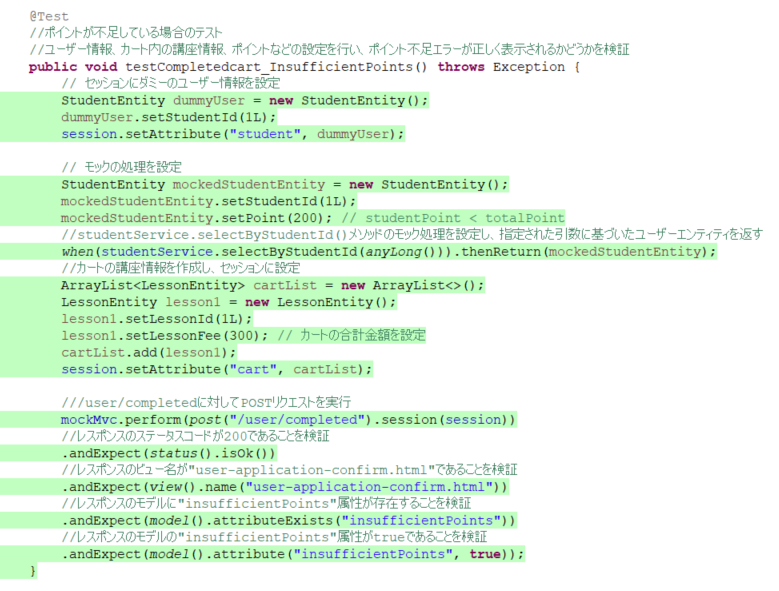 @Test
//ポイントが不足している場合のテスト
//ユーザー情報、カート内の講座情報、ポイントなどの設定を行い、ポイント不足エラーが正しく表示されるかどうかを検証
public void testCompletedcart_InsufficientPoints() throws Exception {
// セッションにダミーのユーザー情報を設定
StudentEntity dummyUser = new StudentEntity();
dummyUser.setStudentId(1L);
session.setAttribute("student", dummyUser);
// モックの処理を設定
StudentEntity mockedStudentEntity = new StudentEntity();
mockedStudentEntity.setStudentId(1L);
mockedStudentEntity.setPoint(200); // studentPoint < totalPoint
//studentService.selectByStudentId()メソッドのモック処理を設定し、指定された引数に基づいたユーザーエンティティを返す
when(studentService.selectByStudentId(anyLong())).thenReturn(mockedStudentEntity);
//カートの講座情報を作成し、セッションに設定
ArrayList<LessonEntity> cartList = new ArrayList<>();
LessonEntity lesson1 = new LessonEntity();
lesson1.setLessonId(1L);
lesson1.setLessonFee(300); // カートの合計金額を設定
cartList.add(lesson1);
session.setAttribute("cart", cartList);
///user/completedに対してPOSTリクエストを実行
mockMvc.perform(post("/user/completed").session(session))
//レスポンスのステータスコードが200であることを検証
.andExpect(status().isOk())
//レスポンスのビュー名が"user-application-confirm.html"であることを検証
.andExpect(view().name("user-application-confirm.html"))
//レスポンスのモデルに"insufficientPoints"属性が存在することを検証
.andExpect(model().attributeExists("insufficientPoints"))
//レスポンスのモデルの"insufficientPoints"属性がtrueであることを検証
.andExpect(model().attribute("insufficientPoints", true));
}